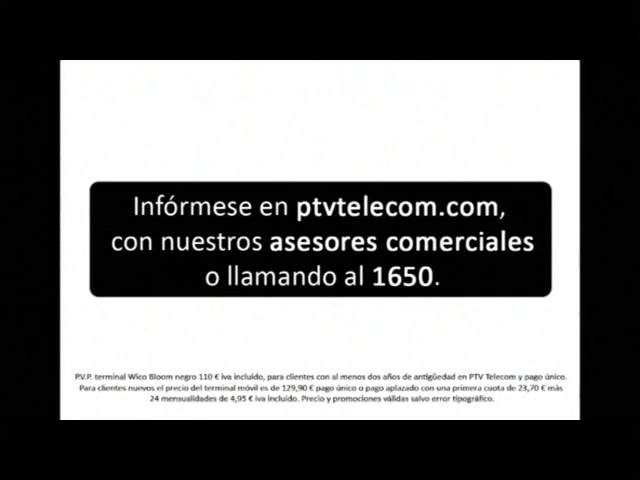 Infórmese en ptvtelecom.com,
con nuestros asesores comerciales
o llamando al 1650.
P.V.P. terminal Wico Bloom negro 110 € iva incluido, para clientes con al menos dos años de antigüedad en PTV Telecom y pago único.
Para clientes nuevos el precio del terminal móvil es de 129,90 € pago único o pago aplazado con una primera cuota de 23,70 € más
24 mensualidades de 4,95 € iva incluido. Precio y promociones válidas salvo error tipográfico.